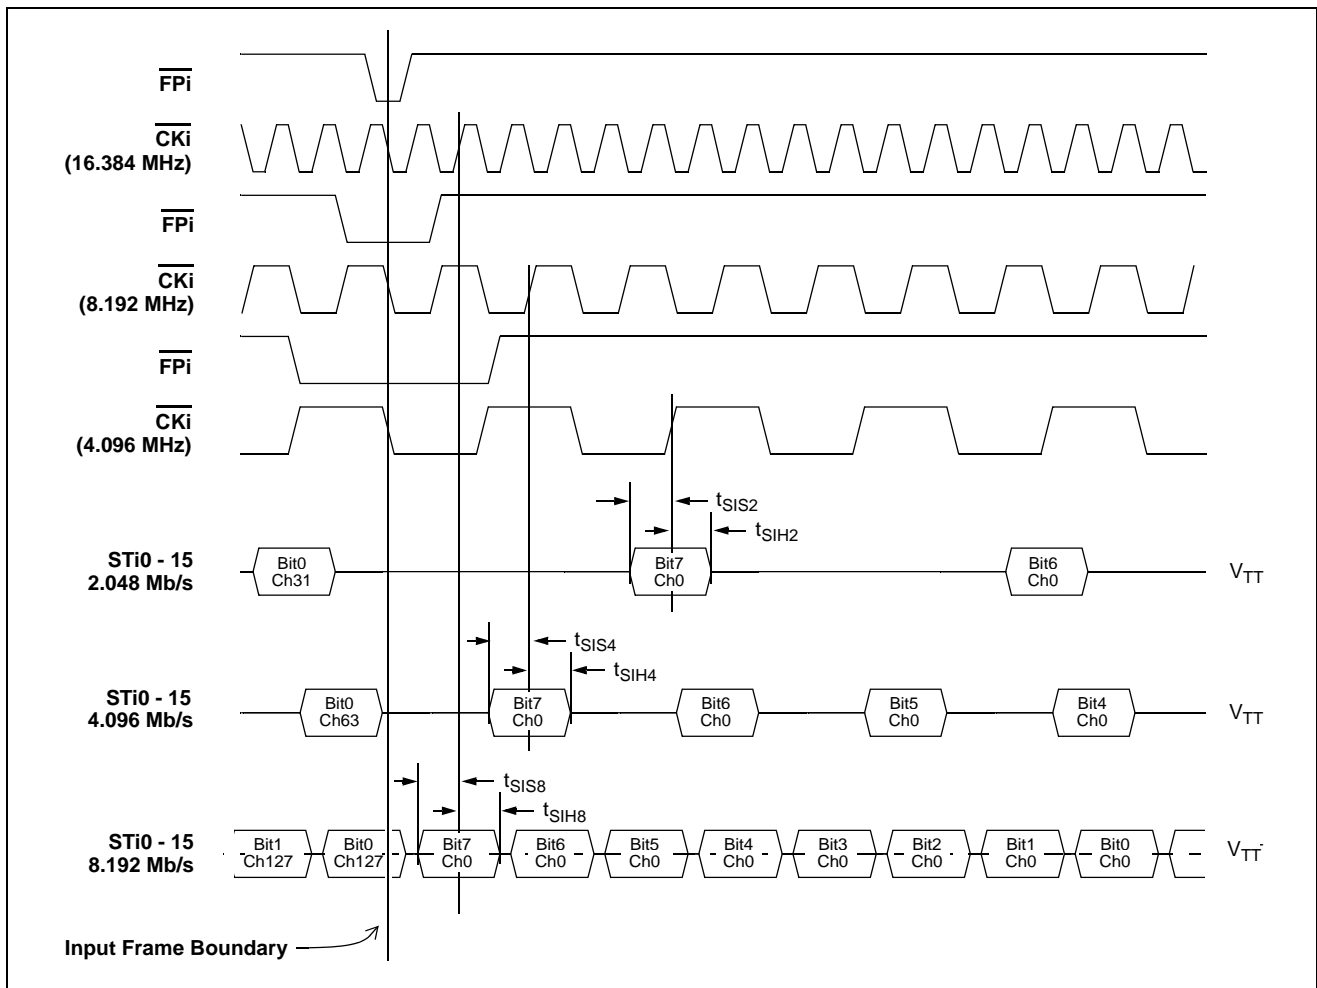 FPi
CKi
(16.384 MHz)
FPi
CKi
(8.192 MHz)
FPi
CKi
(4.096 MHz)
tSIS2
tSIH2
STi0 - 15
2.048 Mb/s
Bit0
Ch31
Bit7
Ch0
Bit6
Ch0
VTT
tSIS4
tSIH4
STi0 - 15
4.096 Mb/s
Bit0
Ch63
Bit7
Ch0
Bit6
Ch0
Bit5
Ch0
Bit4
Ch0
VTT
tSIS8
tSIH8
STi0 - 15
8.192 Mb/s
Bit1
Ch127
Bit0
Ch127
Bit7
Ch0
Bit6
Ch0
Bit5
Ch0
Bit4
Ch0
Bit3
Ch0
Bit2
Ch0
Bit1
Ch0
Bit0
Ch0
VTT
Input Frame Boundary